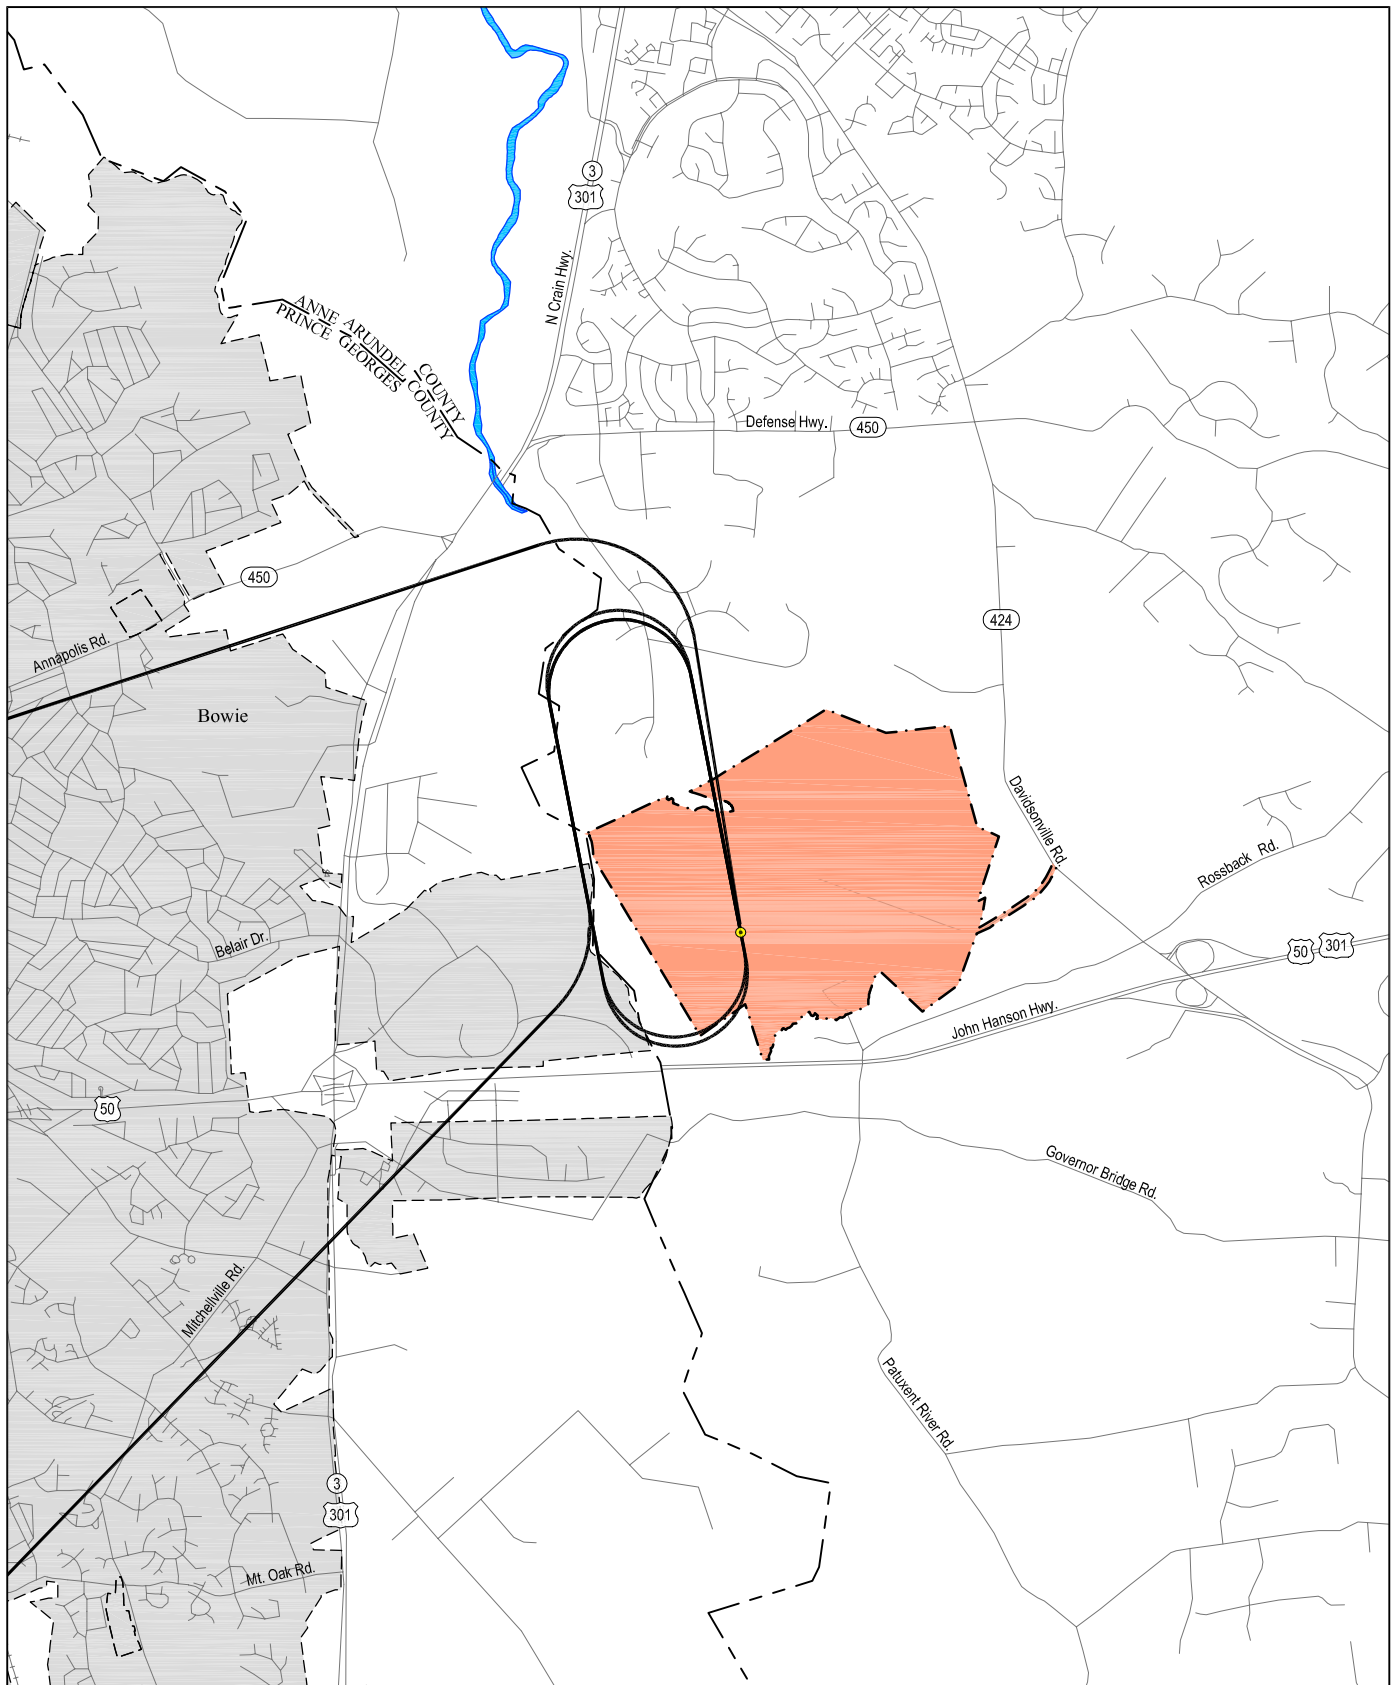 3
301
N Crain Hwy.
ANNE ARUNDEL COUNTY
PRINCE GEORGES COUNTY
Defense Hwy.
450
450
424
Annapolis Rd.
Bowie
Davidsonville Rd.
Rossback Rd.
Belair Dr.
50
301
John Hanson Hwy.
50
Governor Bridge Rd.
Mitchellville Rd.
Patuxent River Rd.
3
301
Mt. Oak Rd.